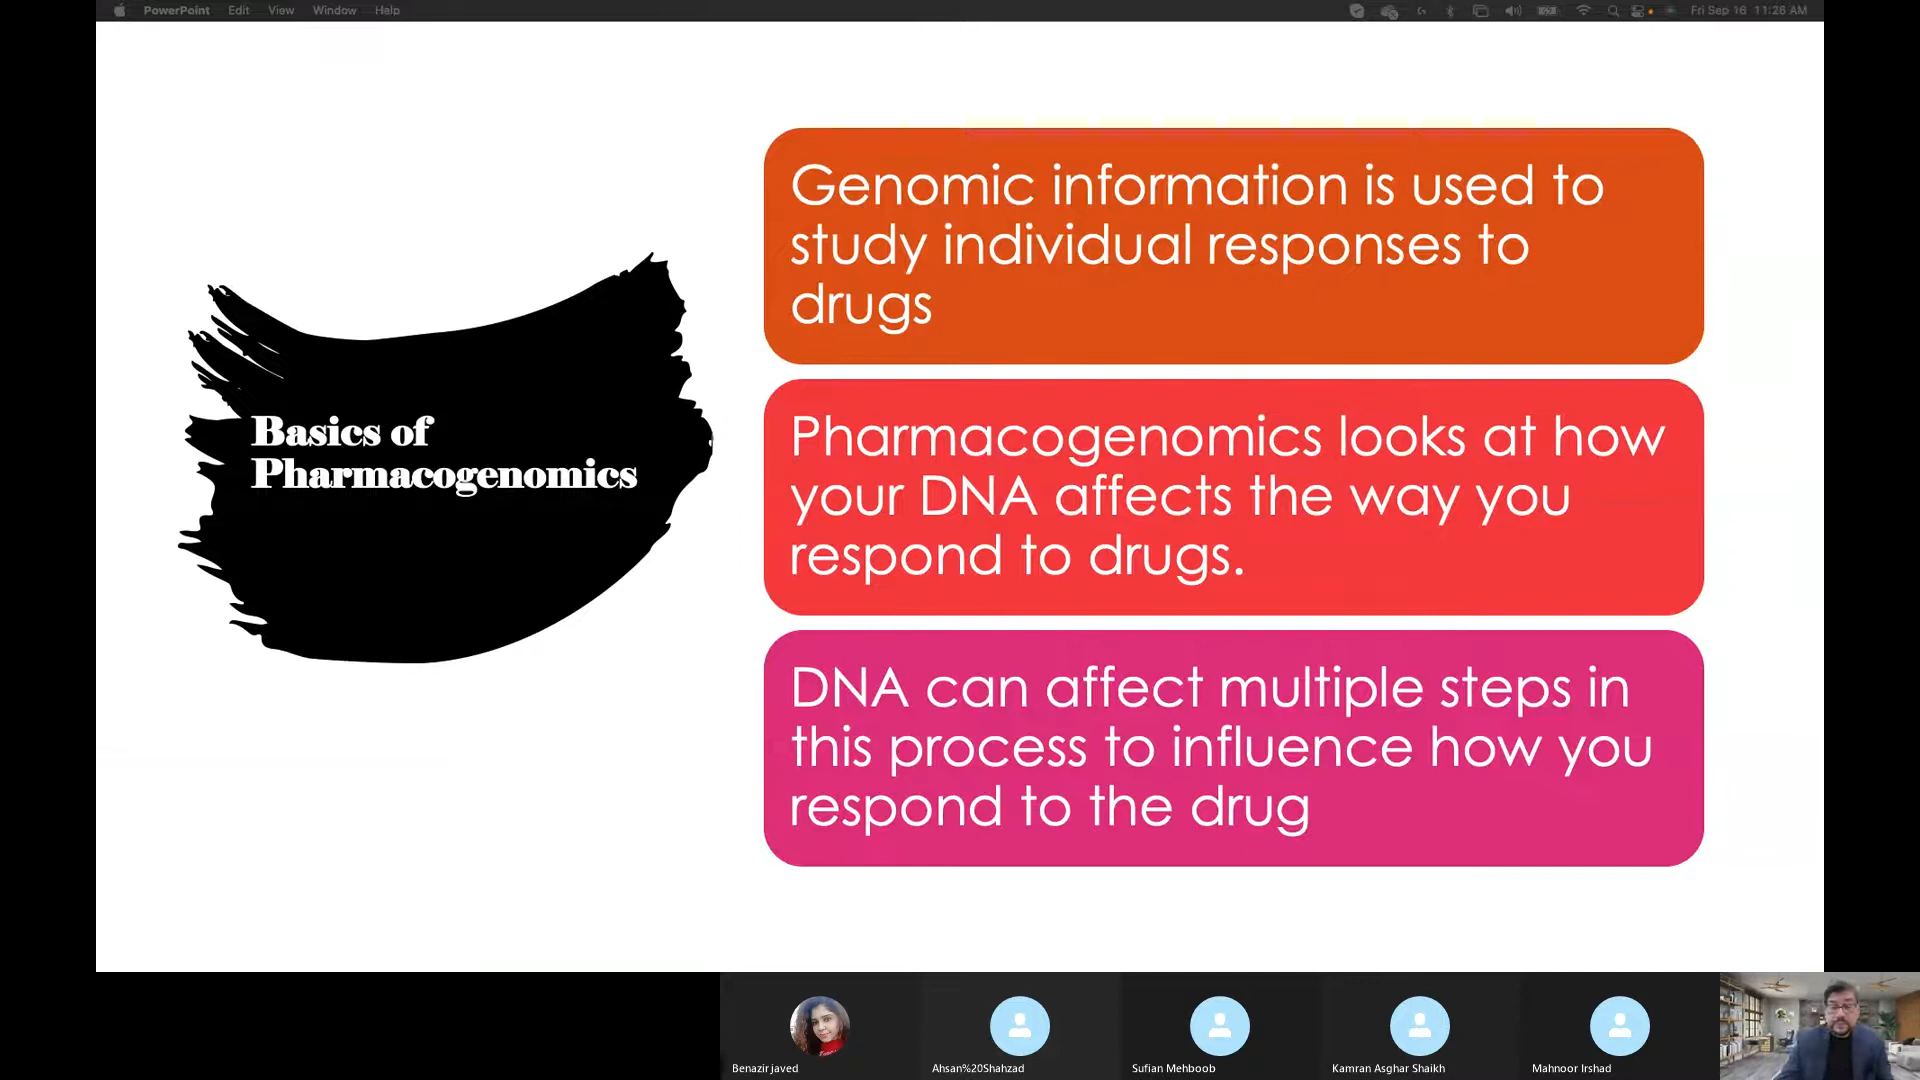 PowerPoint Edit View Window Help Fri Sep 16 11:26 AM
Basics of
Pharmacogenomics
Genomic information is used to
study individual responses to
drugs
Pharmacogenomics looks at how
your DNA affects the way you
respond to drugs.
DNA can affect multiple steps in
this process to influence how you
respond to the drug
Benazir javed
Ahsan%20Shahzad
Sufian Mehboob
Kamran Asghar Shaikh
Mahnoor Irshad